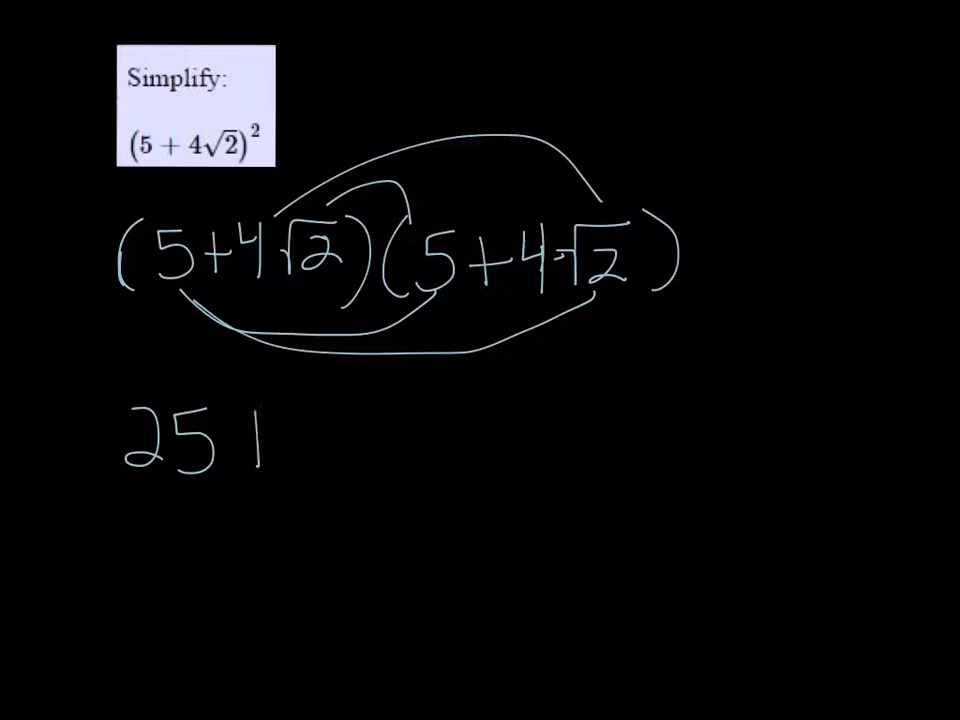 Simplify:
(5 + 4√2)²
(5+4√2)(5+4·√2)
25 |